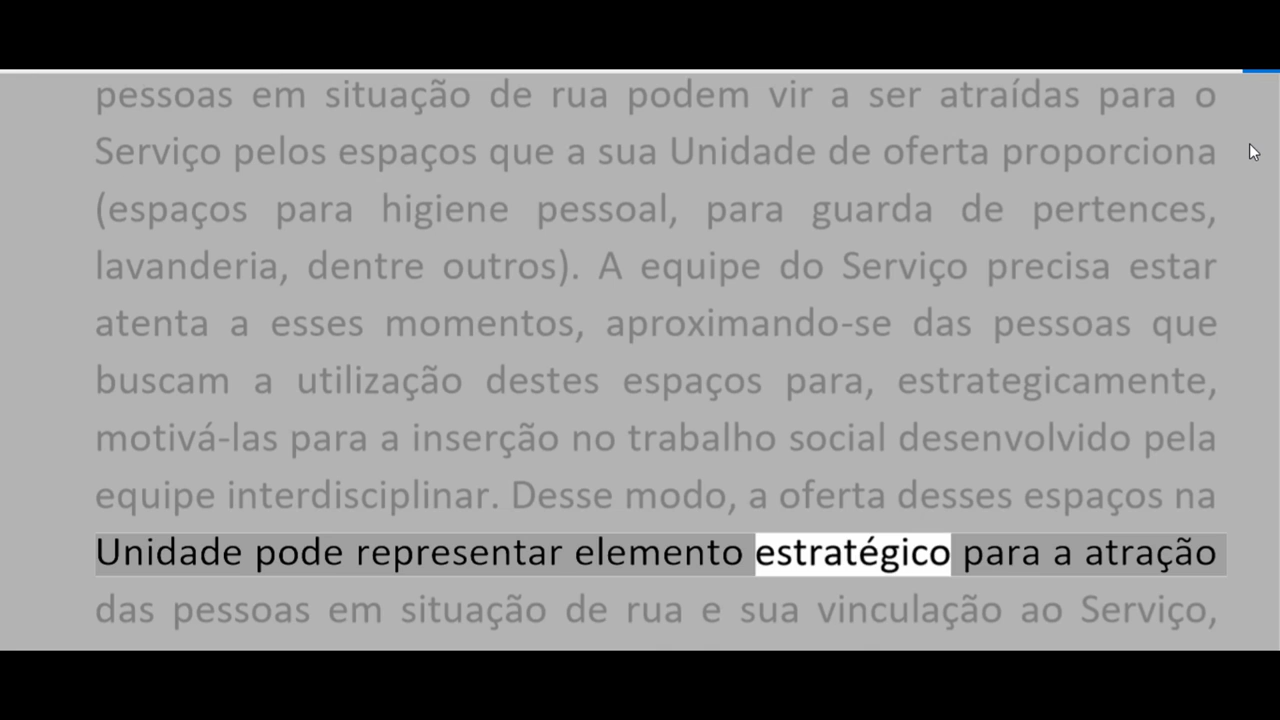 pessoas em situação de rua podem vir a ser atraídas para o
Serviço pelos espaços que a sua Unidade de oferta proporciona
(espaços para higiene pessoal, para guarda de pertences,
lavanderia, dentre outros). A equipe do Serviço precisa estar
atenta a esses momentos, aproximando-se das pessoas que
buscam a utilização destes espaços para, estrategicamente,
motivá-las para a inserção no trabalho social desenvolvido pela
equipe interdisciplinar. Desse modo, a oferta desses espaços na
Unidade pode representar elemento estratégico para a atração
das pessoas em situação de rua e sua vinculação ao Serviço,